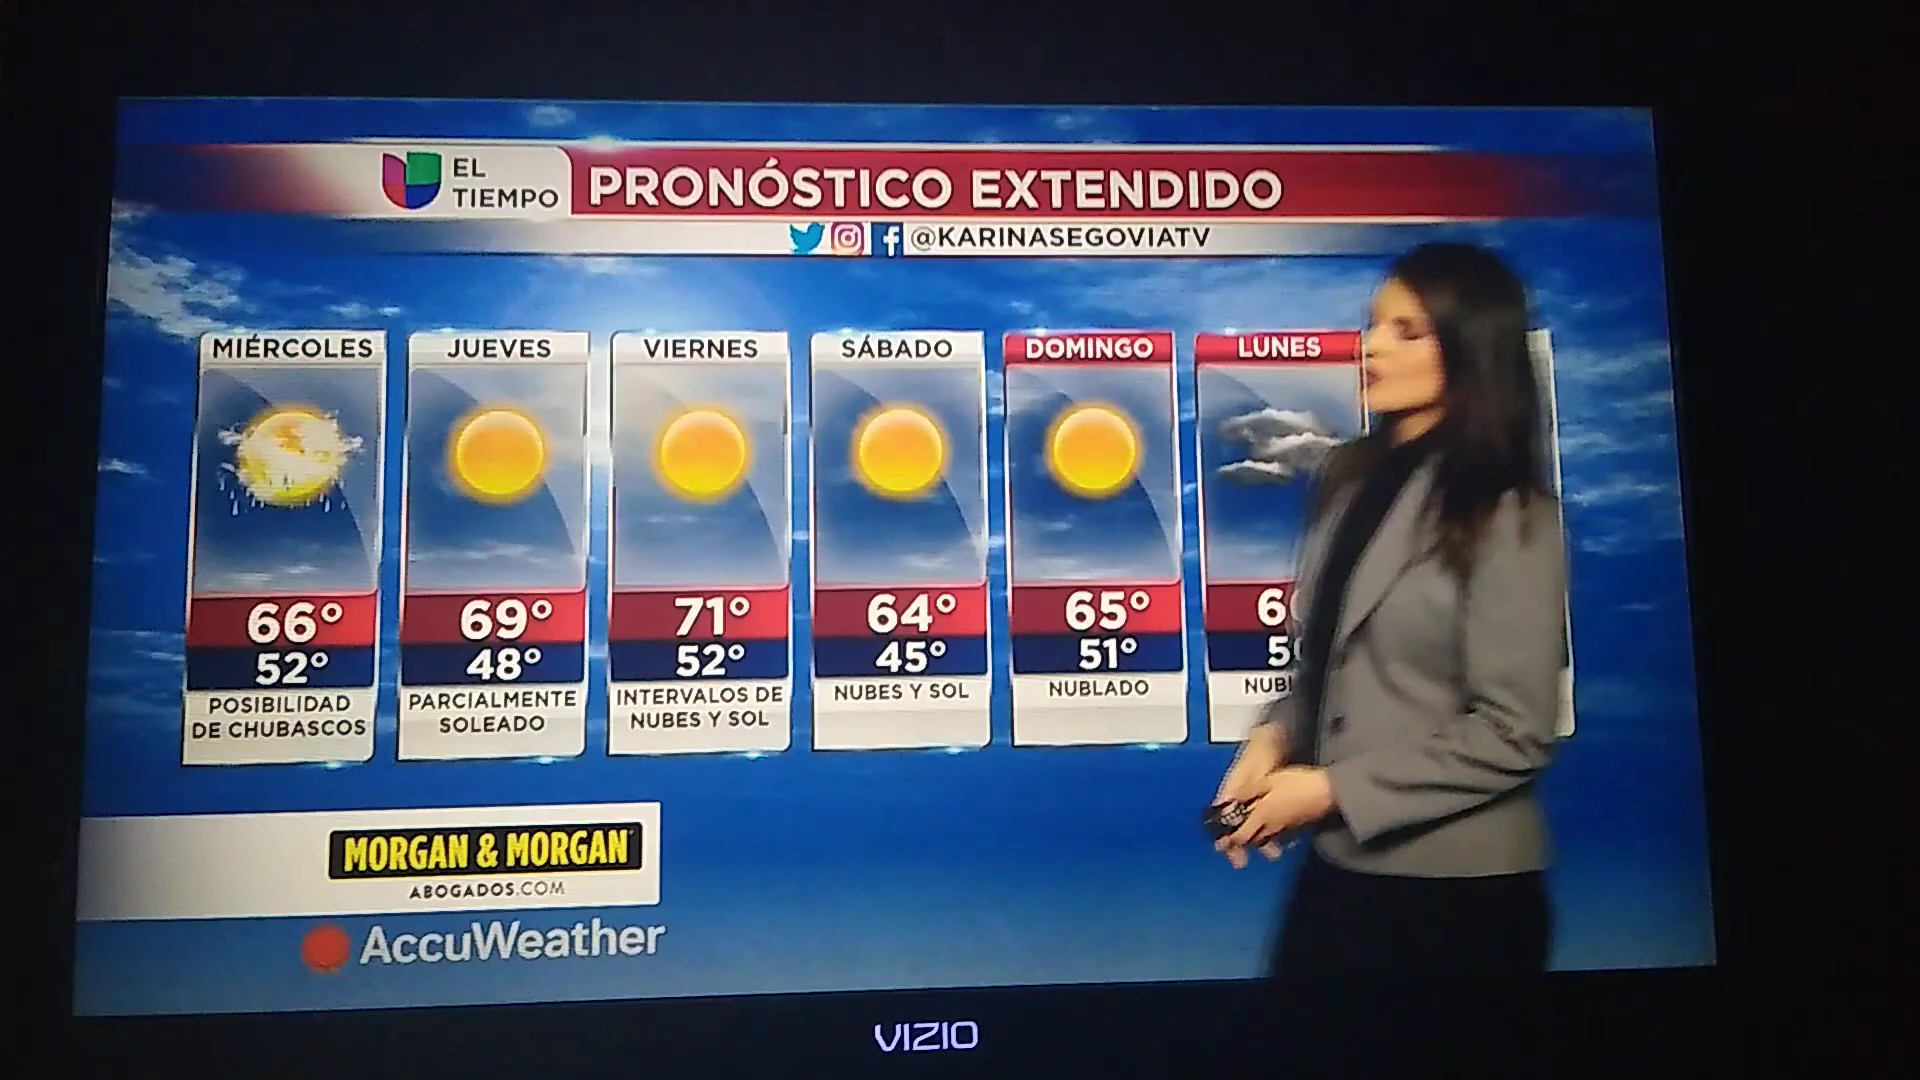 EL
TIEMPO
PRONÓSTICO EXTENDIDO
@KARINASEGOVIATV
MIÉRCOLES
66°
52°
POSIBILIDAD
DE CHUBASCOS
JUEVES
69°
48°
PARCIALMENTE
SOLEADO
VIERNES
71°
52°
INTERVALOS DE
NUBES Y SOL
SÁBADO
64°
45°
NUBES Y SOL
DOMINGO
65°
51°
NUBLADO
LUNES
MORGAN & MORGAN
ABOGADOS.COM
AccuWeather
VIZIO